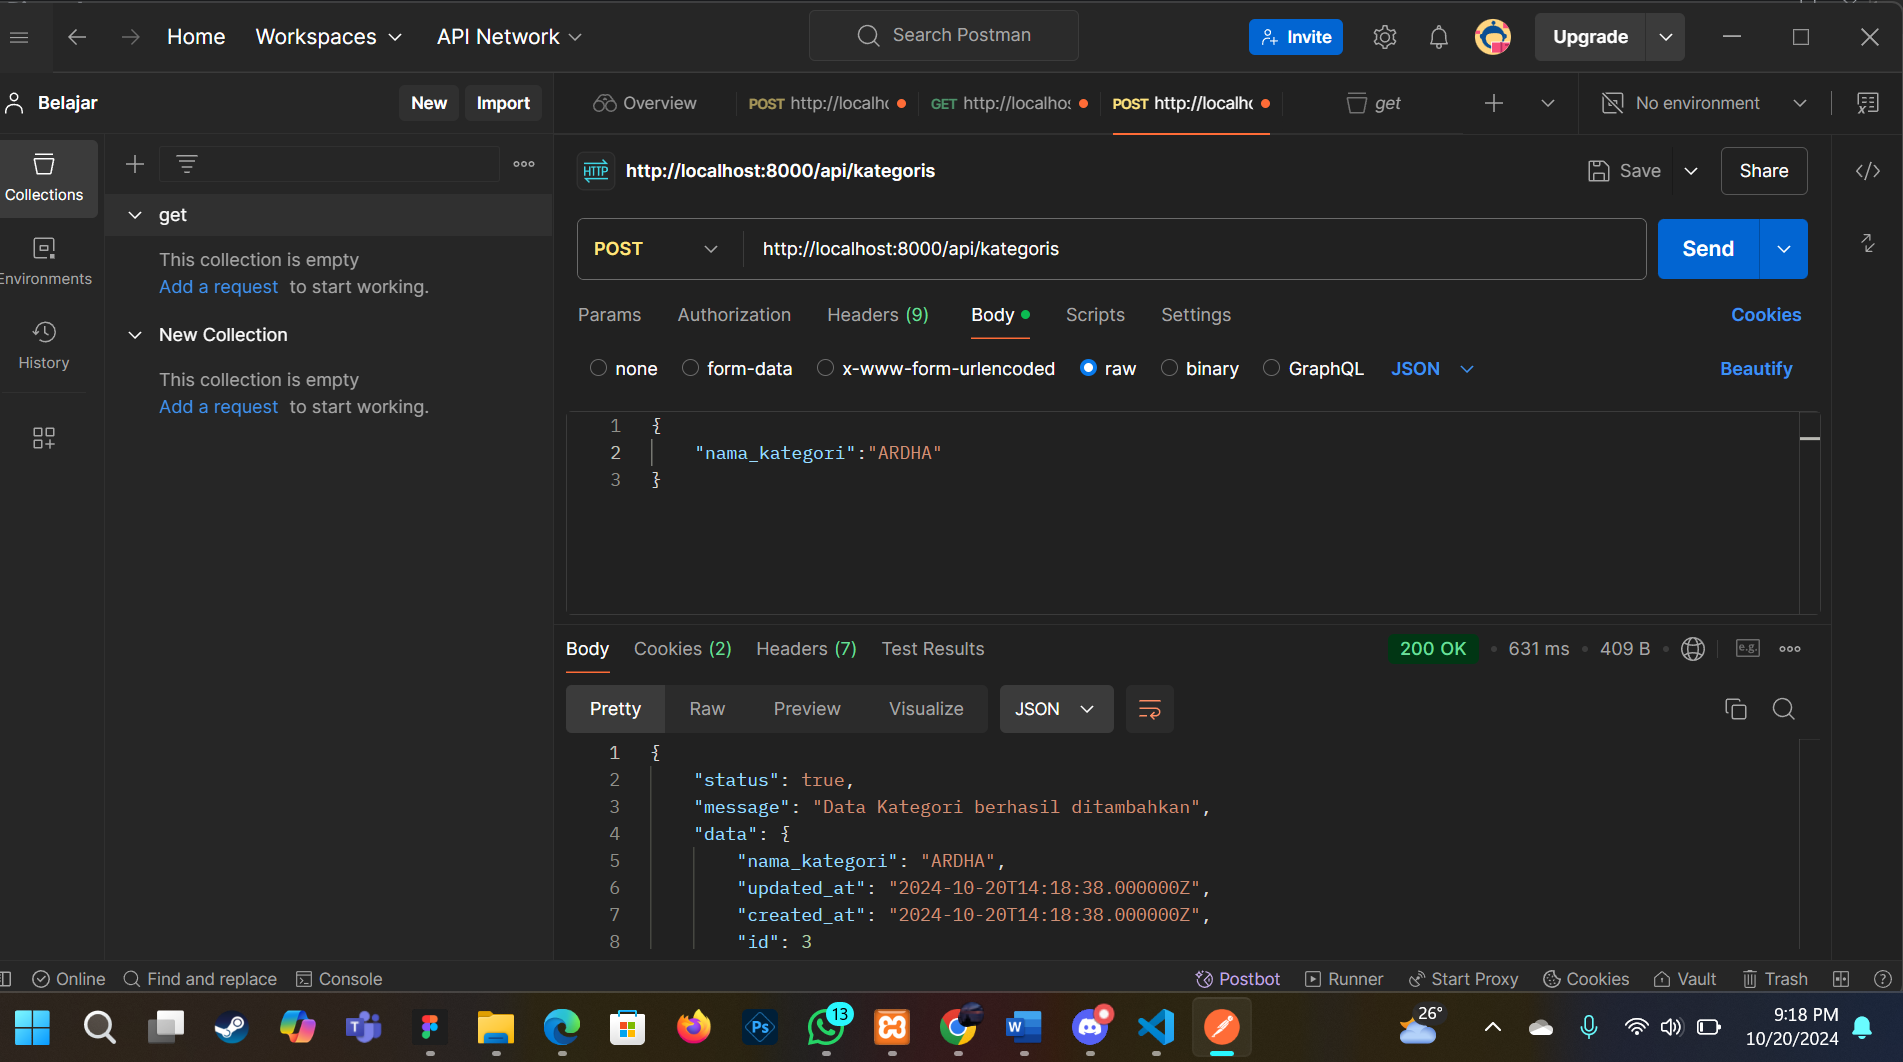 Home
Workspaces
API Network
Search Postman
Invite
Upgrade
Belajar
New
Import
Overview
POST http://localhc
GET http://localhos
POST http://localhc
get
No environment
Collections
Environments
History
get
This collection is empty
Add a request to start working.
New Collection
This collection is empty
Add a request to start working.
HTTP
http://localhost:8000/api/kategoris
Save
Share
POST
http://localhost:8000/api/kategoris
Send
Params
Authorization
Headers (9)
Body
Scripts
Settings
Cookies
none
form-data
x-www-form-urlencoded
raw
binary
GraphQL
JSON
Beautify
1 {
2 "nama_kategori":"ARDHA"
3 }
Body
Cookies (2)
Headers (7)
Test Results
200 OK
631 ms
409 B
e.g.
Pretty
Raw
Preview
Visualize
JSON
1 {
2 "status": true,
3 "message": "Data Kategori berhasil ditambahkan",
4 "data": {
5 "nama_kategori": "ARDHA",
6 "updated_at": "2024-10-20T14:18:38.000000Z",
7 "created_at": "2024-10-20T14:18:38.000000Z",
8 "id": 3
Online
Find and replace
Console
Postbot
Runner
Start Proxy
Cookies
Vault
Trash
Ps
13
W
26°
9:18 PM
10/20/2024